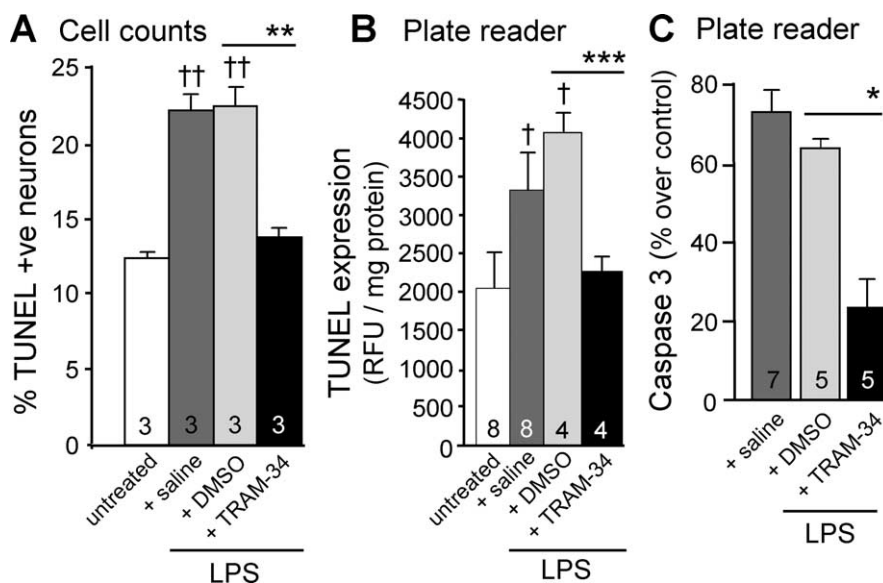 A Cell counts
**
††
††
25
20
15
10
5
0
% TUNEL +ve neurons
3
3
3
3
untreated
+ saline
+ DMSO
+ TRAM-34
LPS
B Plate reader
***
†
†
4500
4000
3500
3000
2500
2000
1500
1000
500
0
TUNEL expression
(RFU / mg protein)
8
8
4
4
untreated
+ saline
+ DMSO
+ TRAM-34
LPS
C Plate reader
*
80
60
40
20
0
Caspase 3 (% over control)
7
5
5
+ saline
+ DMSO
+ TRAM-34
LPS